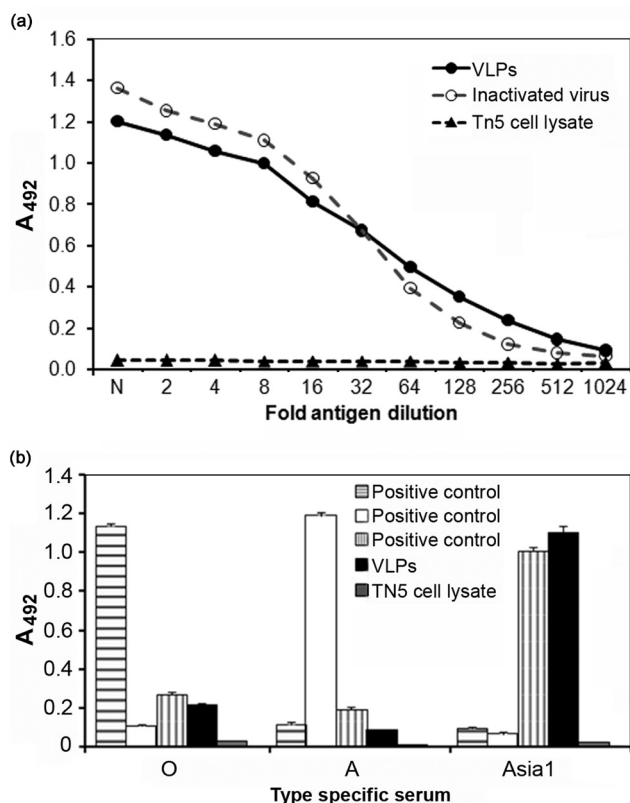 (a)
1.6
1.4
1.2
1.0
0.8
0.6
0.4
0.2
0.0
A492
VLPs
Inactivated virus
Tn5 cell lysate
N 2 4 8 16 32 64 128 256 512 1024
Fold antigen dilution
(b)
1.4
1.2
1.0
0.8
0.6
0.4
0.2
0
A492
Positive control
Positive control
Positive control
VLPs
TN5 cell lysate
O A Asia1
Type specific serum